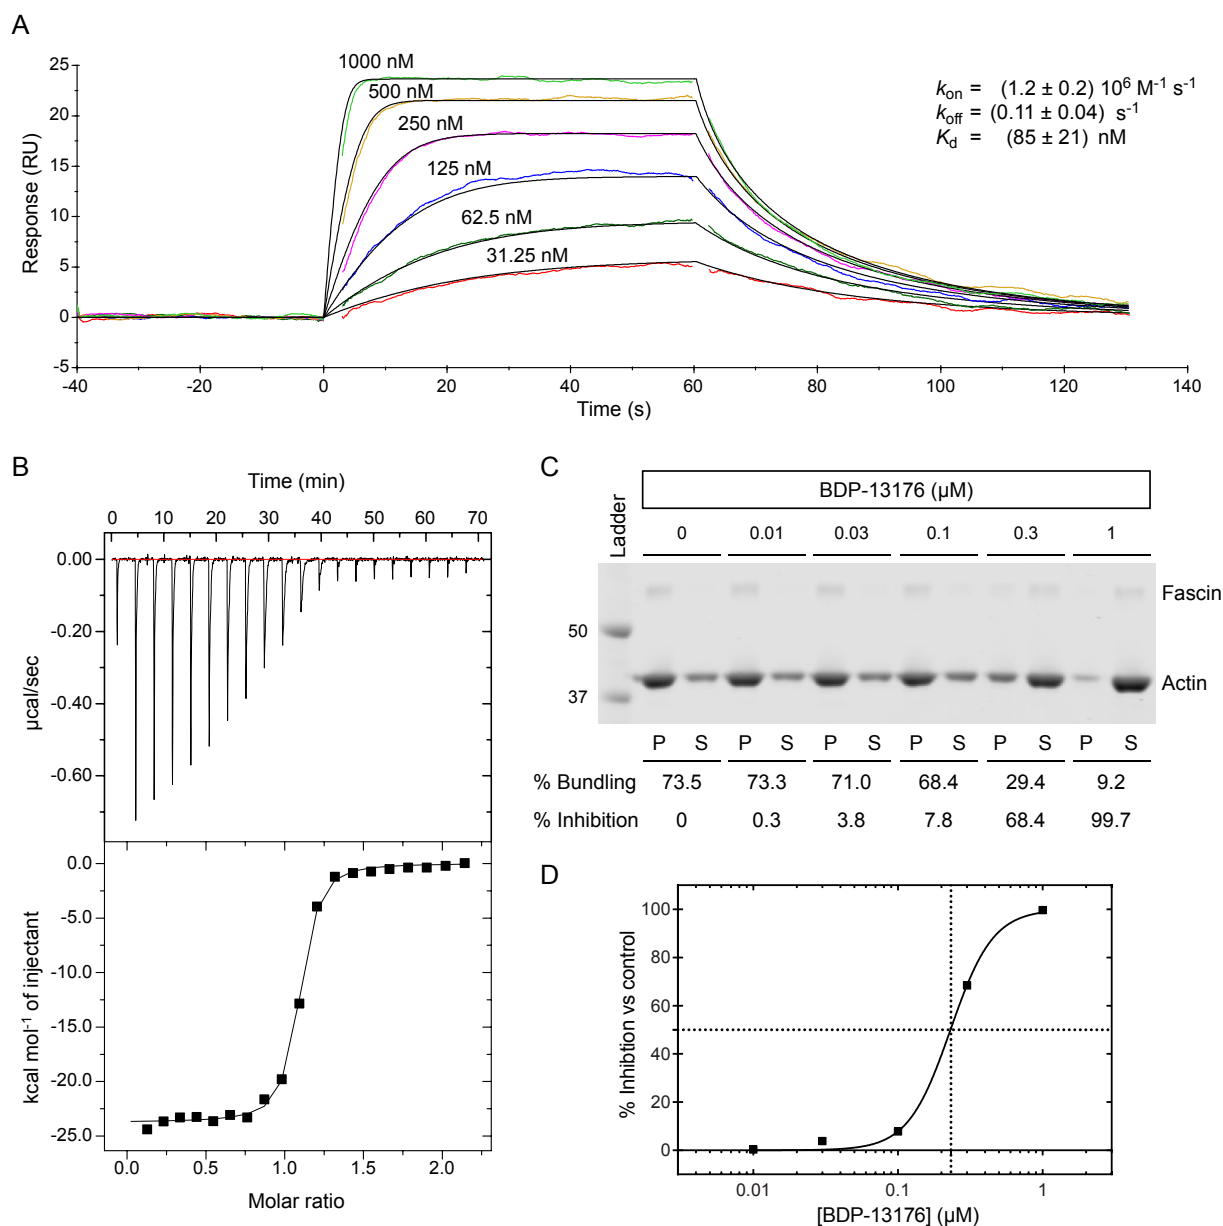 A
1000 nM
500 nM
250 nM
125 nM
62.5 nM
31.25 nM
kon = (1.2 ± 0.2) 10⁶ M⁻¹ s⁻¹
koff = (0.11 ± 0.04) s⁻¹
Kd = (85 ± 21) nM
Response (RU)
25
20
15
10
5
0
-5
-40 -20 0 20 40 60 80 100 120 140
Time (s)
B
Time (min)
0 10 20 30 40 50 60 70
0.00
-0.20
-0.40
-0.60
µcal/sec
0.0
-5.0
-10.0
-15.0
-20.0
-25.0
kcal mol⁻¹ of injectant
0.0 0.5 1.0 1.5 2.0
Molar ratio
C
BDP-13176 (µM)
Ladder
0 0.01 0.03 0.1 0.3 1
Fascin
50
Actin
37
P S P S P S P S P S P S
% Bundling 73.5 73.3 71.0 68.4 29.4 9.2
% Inhibition 0 0.3 3.8 7.8 68.4 99.7
D
% Inhibtion vs control
100
80
60
40
20
0
0.01 0.1 1
[BDP-13176] (µM)